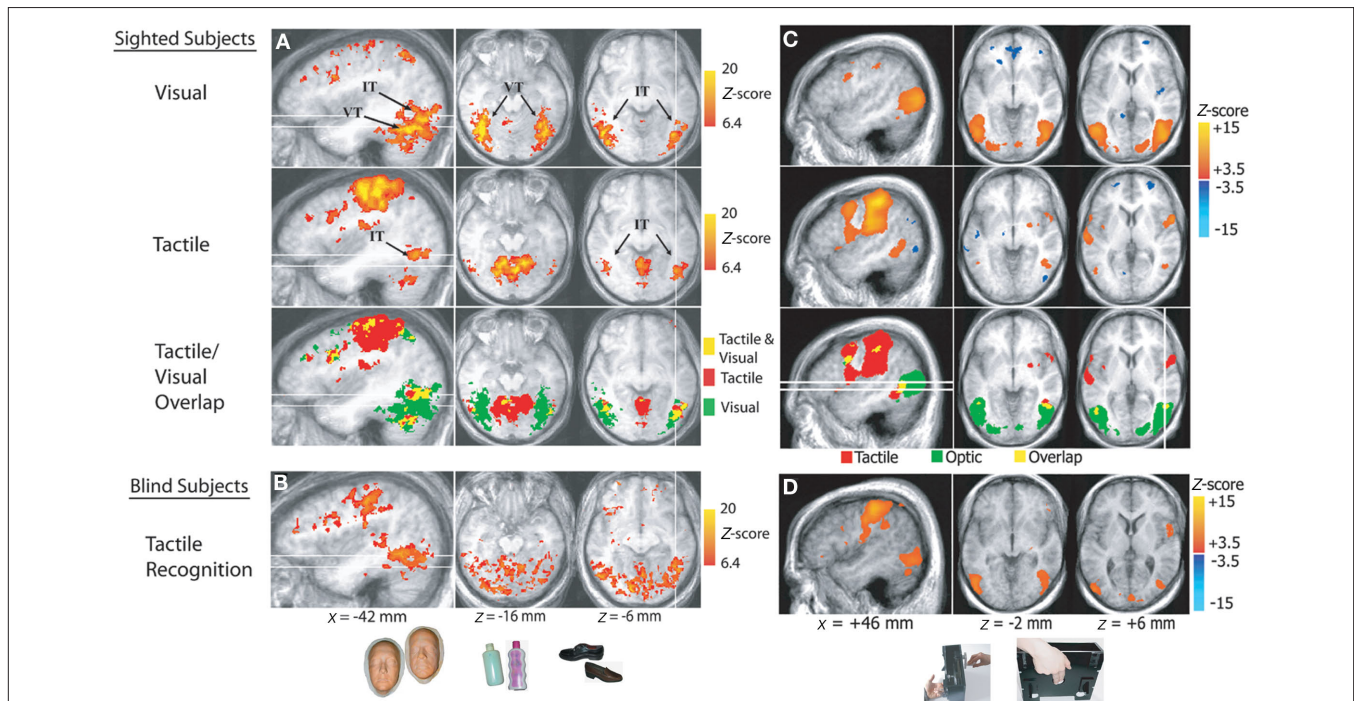 Sighted Subjects
Visual
Tactile
Tactile/
Visual
Overlap
Blind Subjects
Tactile
Recognition
A
IT
VT
VT
IT
20
Z-score
6.4
IT
IT
20
Z-score
6.4
Tactile &
Visual
Tactile
Visual
B
20
Z-score
6.4
X = -42 mm
Z = -16 mm
Z = -6 mm
C
Z-score
+15
+3.5
-3.5
-15
Tactile
Optic
Overlap
D
Z-score
+15
+3.5
-3.5
-15
X = +46 mm
Z = -2 mm
Z = +6 mm